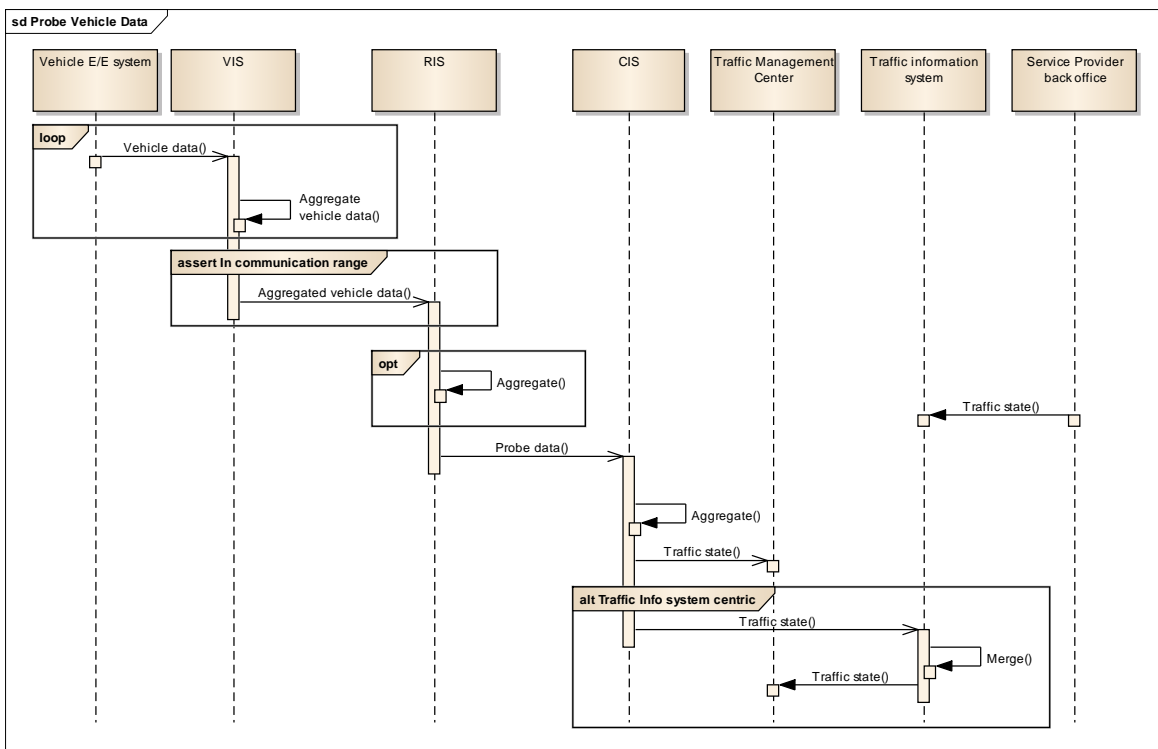 sd Probe Vehicle Data
Vehicle E/E system
VIS
RIS
CIS
Traffic Management
Center
Traffic information
system
Service Provider
back office
loop
Vehicle data()
Aggregate
vehicle data()
assert In communication range
Aggregated vehicle data()
opt
Aggregate()
Traffic state()
Probe data()
Aggregate()
Traffic state()
alt Traffic Info system centric
Traffic state()
Merge()
Traffic state()